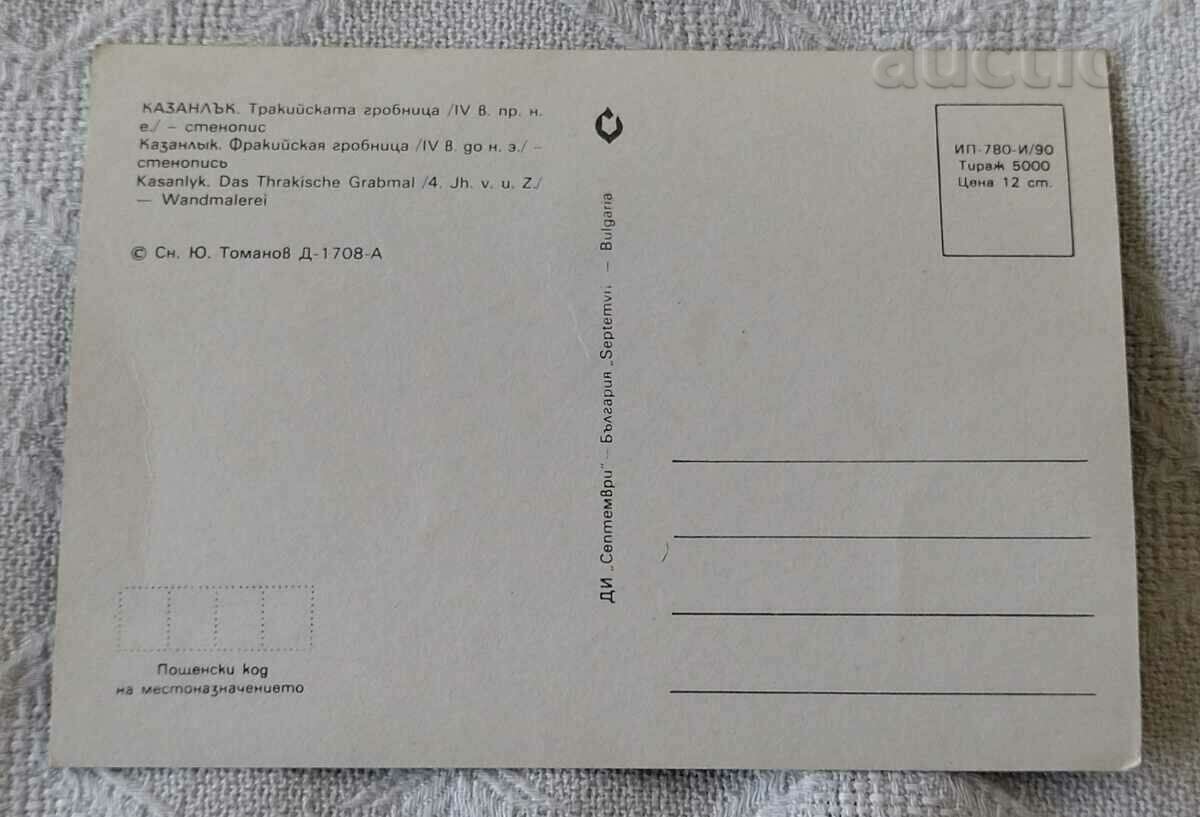 КАЗАНЛЪК. Тракийската гробница /IV в. пр. н.
е./ – стенопис
Казанлык. Фракийская гробница /IV в. до н. э./ –
стенопись
Kasanlyk. Das Thrakische Grabmal /4. Jh. v. u. Z./
— Wandmalerei
© Сн. Ю. Томанов Д-1708-А
Пощенски код
на местоназначението
ДИ „Септември" – България „Septemvri – Bulgaria
ИП-780-И/90
Тираж 5000
Цена 12 ст.
auctio